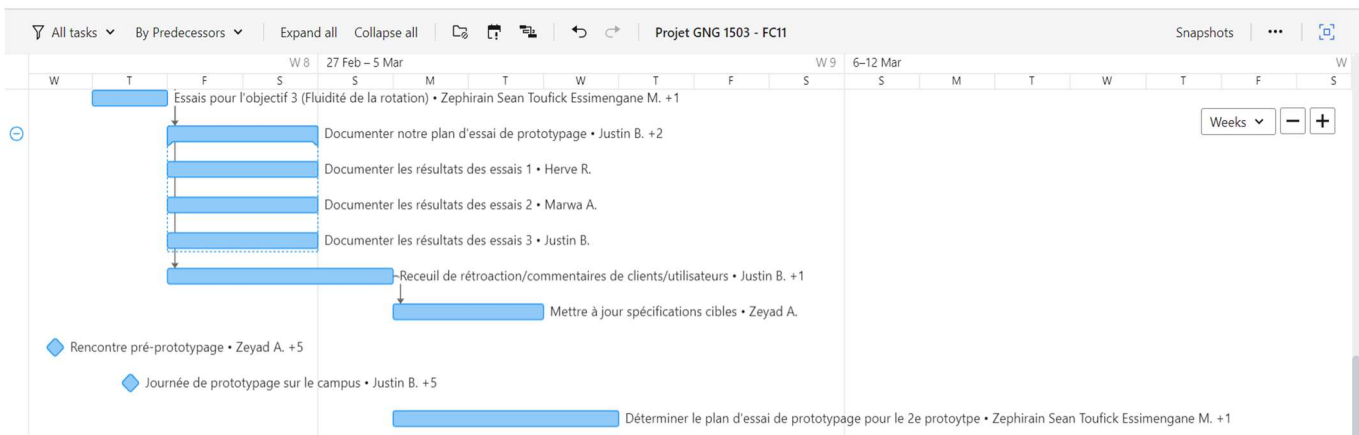 All tasks By Predecessors Expand all Collapse all Projet GNG 1503 - FC11 Snapshots
W 8 27 Feb – 5 Mar W 9 6–12 Mar W
W T F S S M T W T F S S M T W T F S
Essais pour l'objectif 3 (Fluidité de la rotation) • Zephirain Sean Toufick Essimengane M. +1
Weeks
Documenter notre plan d'essai de prototypage • Justin B. +2
Documenter les résultats des essais 1 • Herve R.
Documenter les résultats des essais 2 • Marwa A.
Documenter les résultats des essais 3 • Justin B.
Receuil de rétroaction/commentaires de clients/utilisateurs • Justin B. +1
Mettre à jour spécifications cibles • Zeyad A.
Rencontre pré-prototypage • Zeyad A. +5
Journée de prototypage sur le campus • Justin B. +5
Déterminer le plan d'essai de prototypage pour le 2e protoytpe • Zephirain Sean Toufick Essimengane M. +1